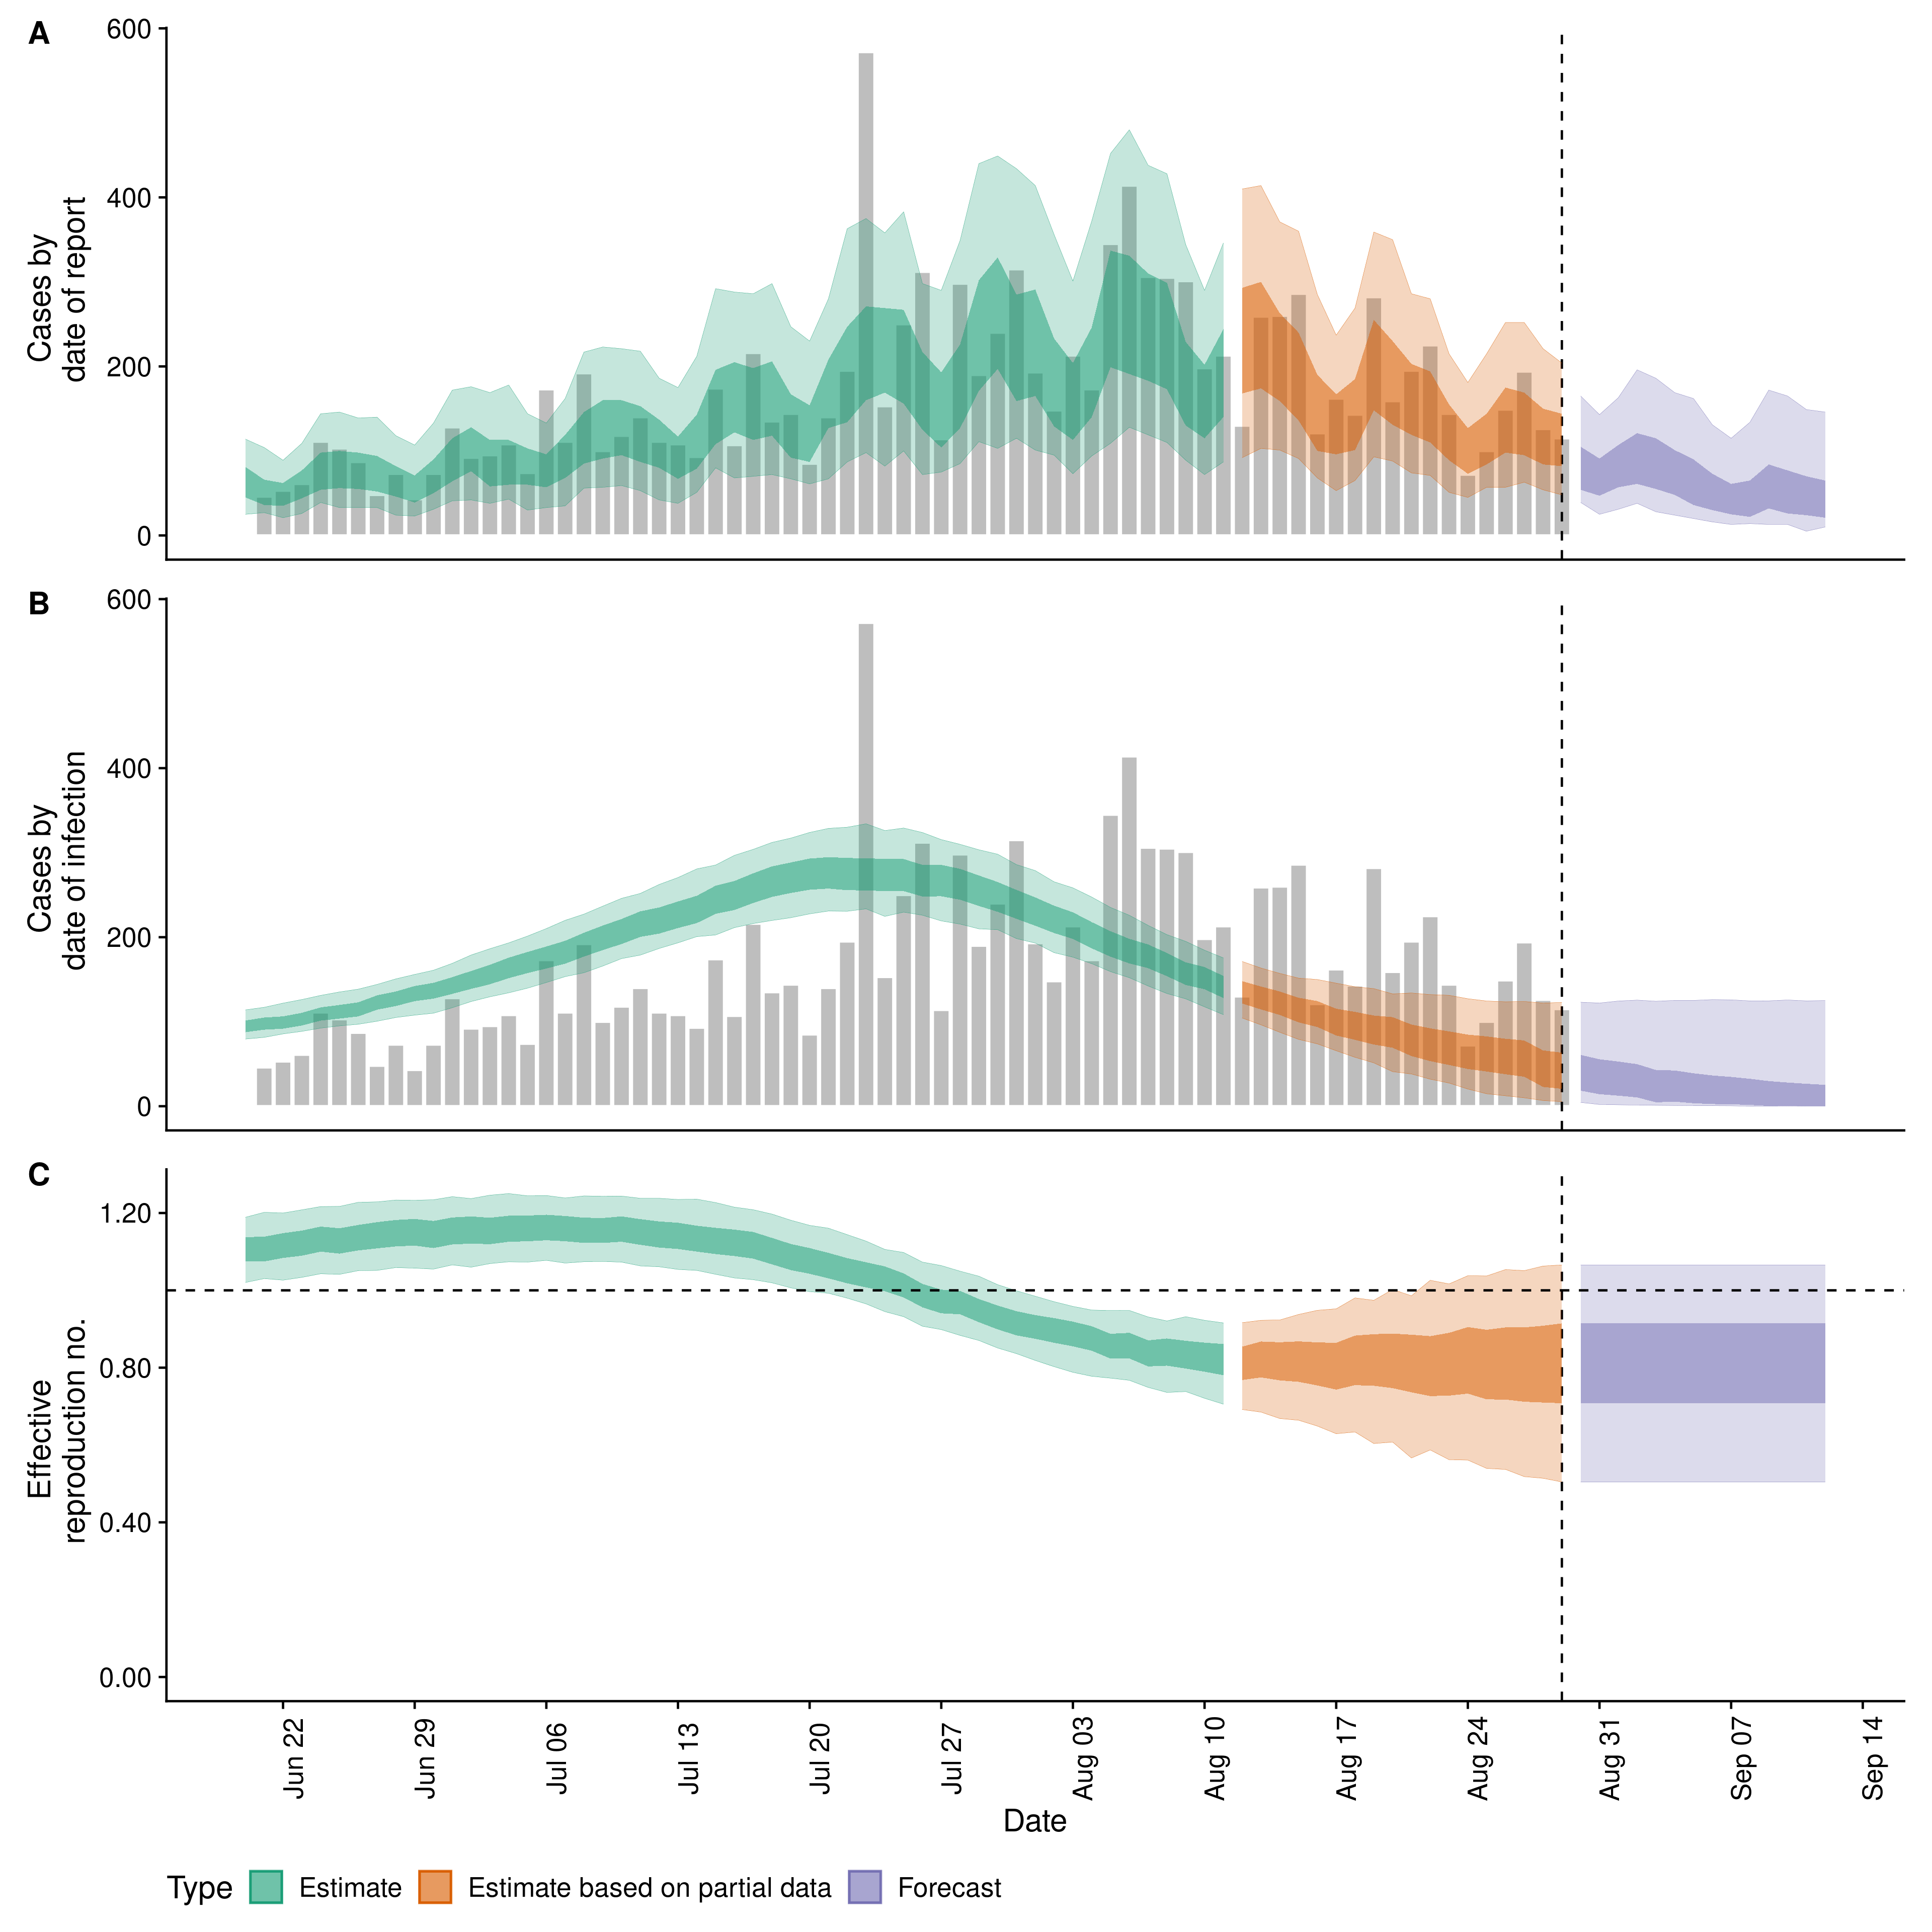 A
600
400
200
0
Cases by
date of report
B
600
400
200
0
Cases by
date of infection
C
1.20
0.80
0.40
0.00
Effective
reproduction no.
Jun 22
Jun 29
Jul 06
Jul 13
Jul 20
Jul 27
Aug 03
Aug 10
Aug 17
Aug 24
Aug 31
Sep 07
Sep 14
Date
Type Estimate Estimate based on partial data Forecast